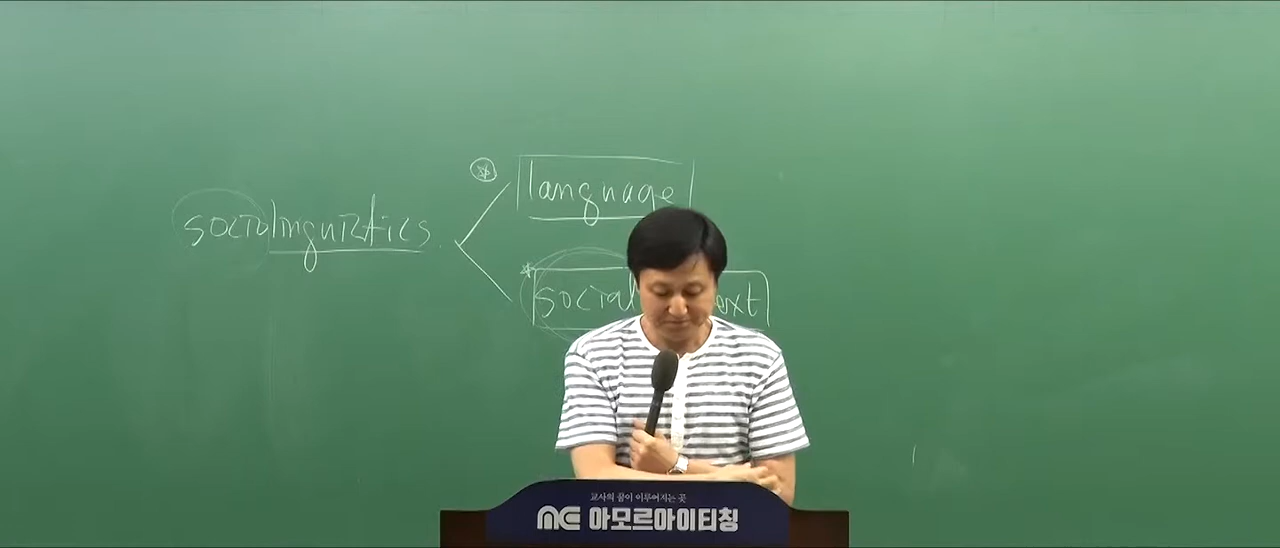 sociolinguistics
language
social
ext
교사의 꿈이 이루어지는 곳
아모르아이티칭